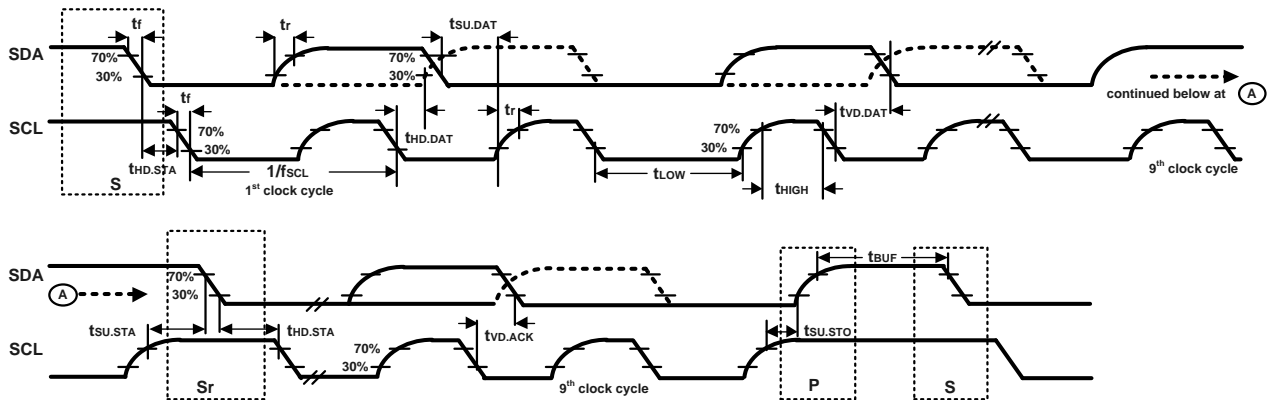 tf tr tSU.DAT
SDA 70% 30% 70% 30%
continued below at A
tf tHD.DAT tr tVD.DAT
SCL 70% 30% 70% 30%
tHD.STA 1/fSCL tLOW tHIGH 9th clock cycle
S 1st clock cycle
tBUF
SDA 70% 30%
A
tSU.STA tHD.STA tVD.ACK tSU.STO
SCL 70% 30%
Sr 9th clock cycle P S